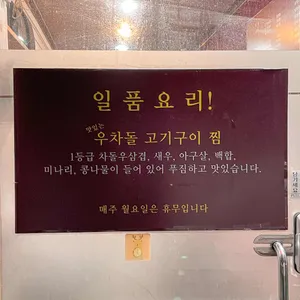 일 품 요 리!
맛있는
우차돌 고기구이 찜
1등급 차돌우삼겹, 새우, 아구살, 백합,
미나리, 콩나물이 들어 있어 푸짐하고 맛있습니다.
매주 월요일은 휴무입니다